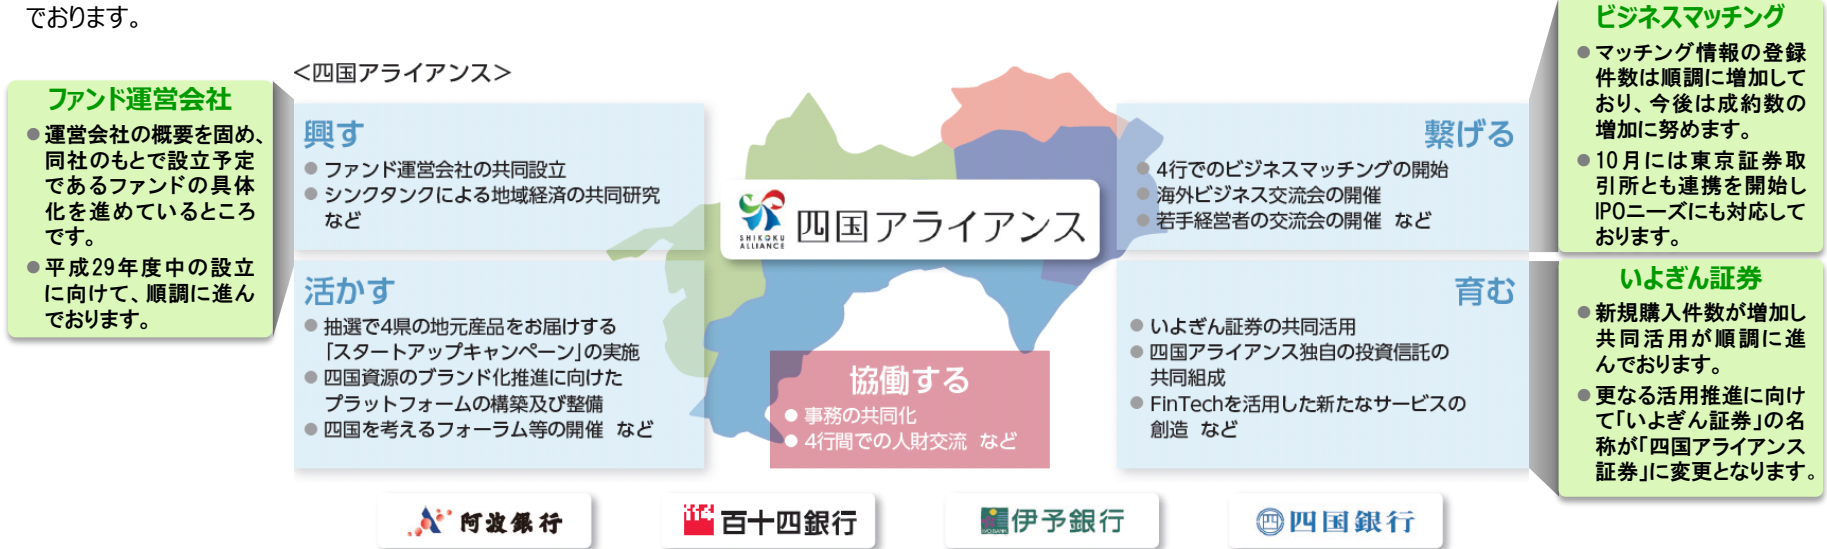 でおります。
<四国アライアンス>
ファンド運営会社
●運営会社の概要を固め、
同社のもとで設立予定
であるファンドの具体
化を進めているところ
です。
●平成29年度中の設立
に向けて、順調に進ん
でおります。
興す
●ファンド運営会社の共同設立
●シンクタンクによる地域経済の共同研究
など
活かす
●抽選で4県の地元産品をお届けする
「スタートアップキャンペーン」の実施
●四国資源のブランド化推進に向けた
プラットフォームの構築及び整備
●四国を考えるフォーラム等の開催 など
SHIKOKU
ALLIANCE
四国アライアンス
協働する
●事務の共同化
●4行間での人財交流 など
繋げる
●4行でのビジネスマッチングの開始
●海外ビジネス交流会の開催
●若手経営者の交流会の開催 など
育む
●いよぎん証券の共同活用
●四国アライアンス独自の投資信託の
共同組成
●FinTechを活用した新たなサービスの
創造 など
ビジネスマッチング
●マッチング情報の登録
件数は順調に増加して
おり、今後は成約数の
増加に努めます。
●10月には東京証券取
引所とも連携を開始し
IPOニーズにも対応して
おります。
いよぎん証券
●新規購入件数が増加し
共同活用が順調に進
んでおります。
●更なる活用推進に向け
て「いよぎん証券」の名
称が「四国アライアンス
証券」に変更となります。
阿波銀行
114 百十四銀行
伊予銀行
四国銀行